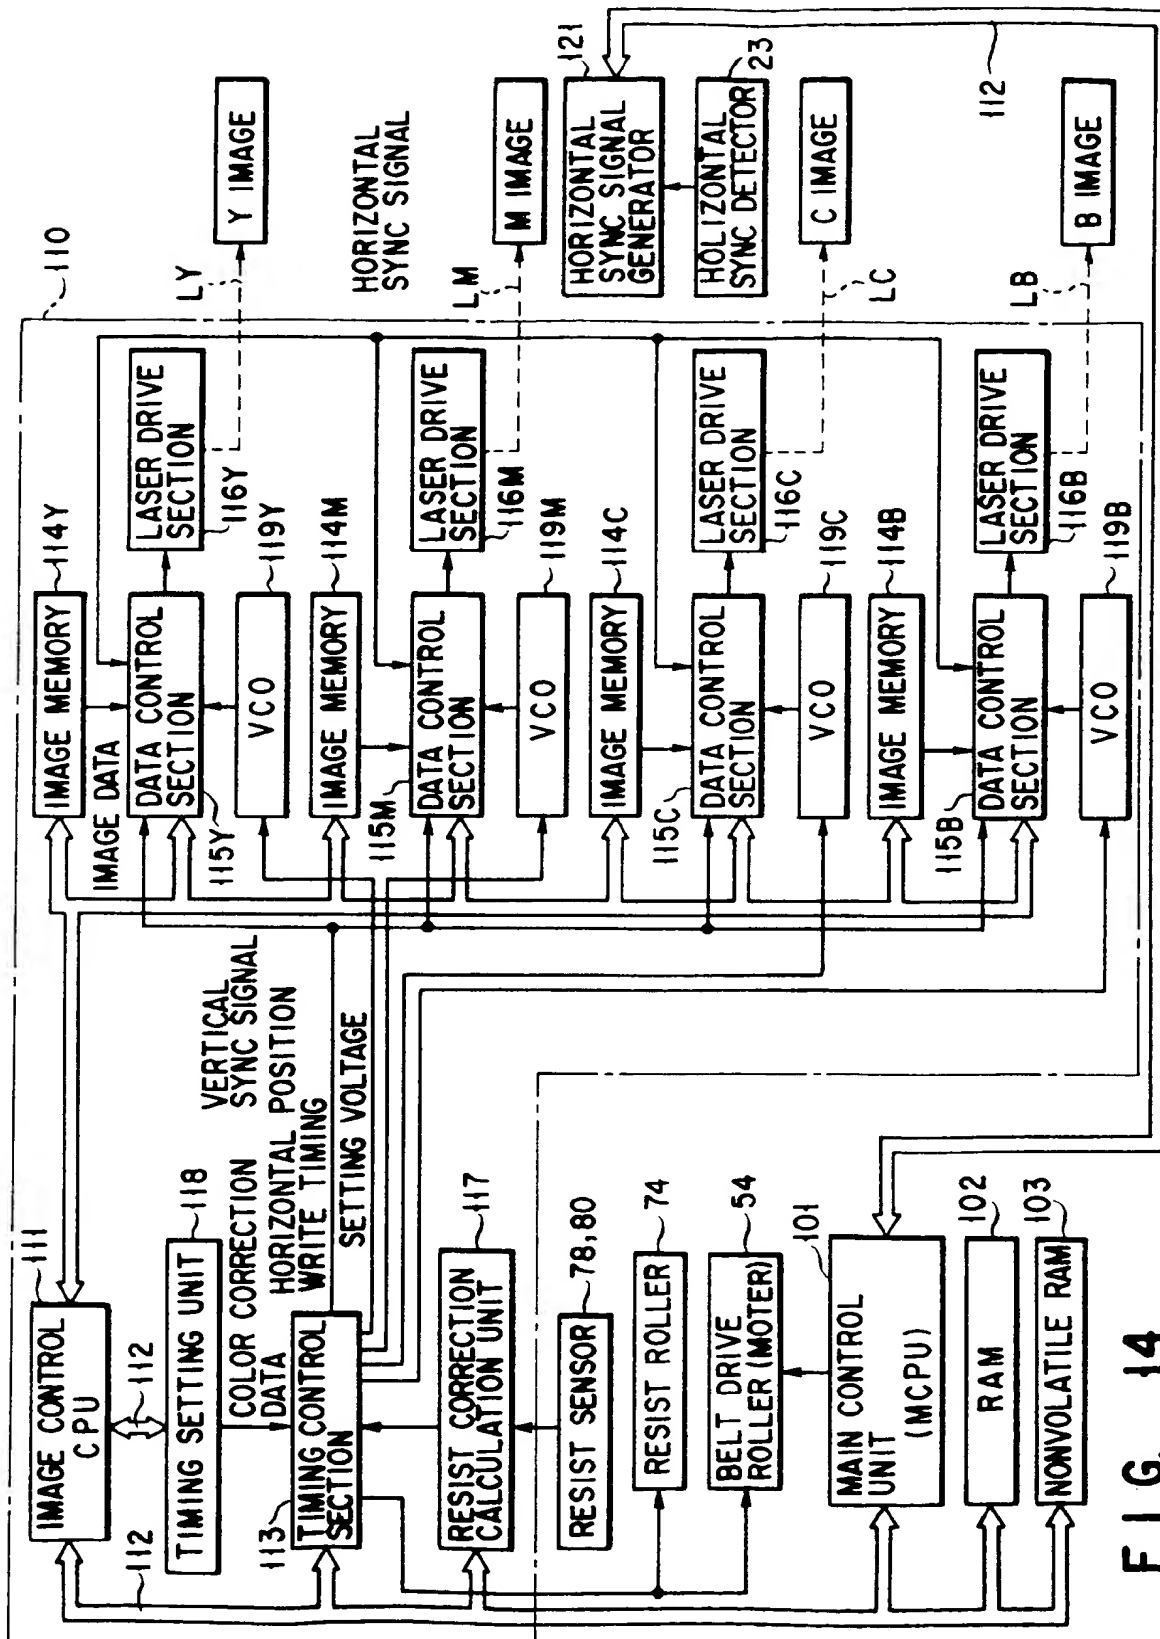 111
IMAGE CONTROL
CPU
112
112
TIMING SETTING UNIT
118
COLOR CORRECTION
DATA
VERTICAL
SYNC SIGNAL
HORIZONTAL POSITION
WRITE TIMING
SETTING VOLTAGE
113
TIMING CONTROL
SECTION
RESIST CORRECTION
CALCULATION UNIT
117
RESIST SENSOR
78,80
RESIST ROLLER
74
BELT DRIVE
ROLLER (MOTER)
54
MAIN CONTROL
UNIT
(MCPU)
101
RAM
102
NONVOLATILE RAM
103
110
IMAGE MEMORY
114Y
IMAGE DATA
DATA CONTROL
SECTION
115Y
LASER DRIVE
SECTION
116Y
VCO
119Y
LY
Y IMAGE
HORIZONTAL
SYNC SIGNAL
IMAGE MEMORY
114M
115M
DATA CONTROL
SECTION
LASER DRIVE
SECTION
116M
VCO
119M
LM
M IMAGE
HORIZONTAL
SYNC SIGNAL
GENERATOR
121
HOLIZONTAL
SYNC DETECTOR
23
IMAGE MEMORY
114C
115C
DATA CONTROL
SECTION
LASER DRIVE
SECTION
116C
VCO
119C
LC
C IMAGE
IMAGE MEMORY
114B
115B
DATA CONTROL
SECTION
LASER DRIVE
SECTION
116B
VCO
119B
LB
B IMAGE
112
FIG. 14